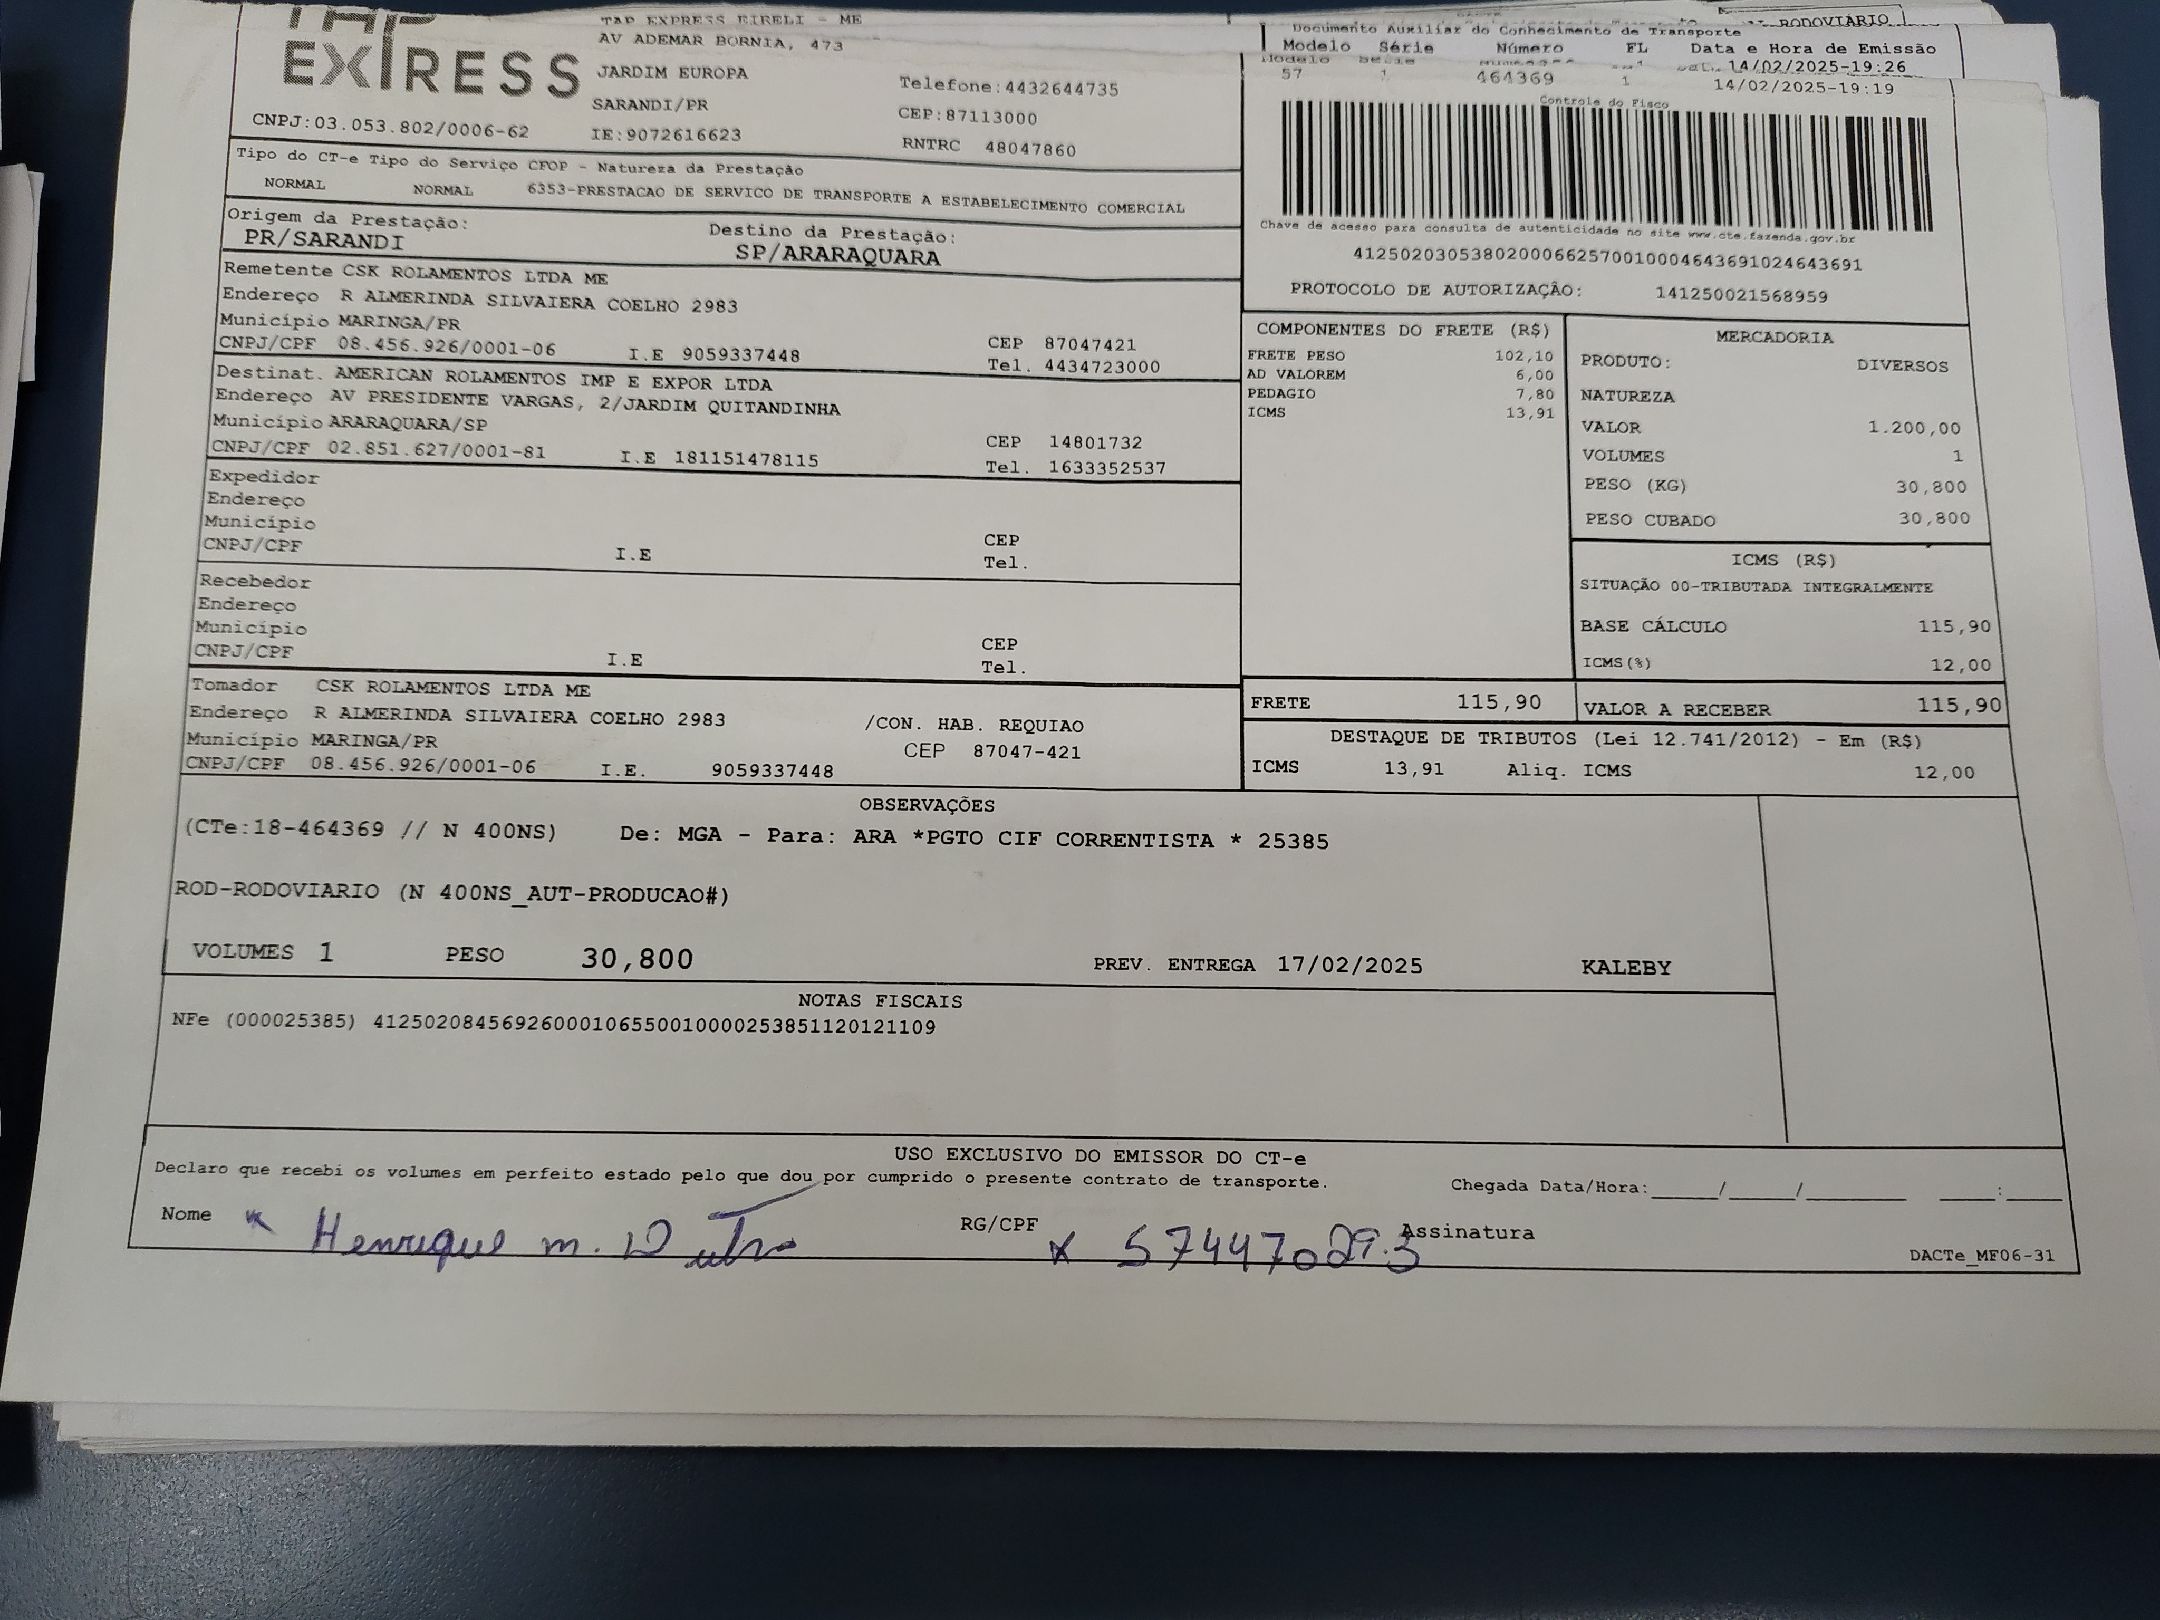 TAP
EXPRESS
TAP EXPRESS EIRELI - ME
AV ADEMAR BORNIA, 473
JARDIM EUROPA
SARANDI/PR
Telefone:4432644735
CEP:87113000
CNPJ:03.053.802/0006-62
IE:9072616623
RNTRC 48047860
RODOVIARIO
Documento Auxiliar do Conhecimento de Transporte
Modelo Série Número FL Data e Hora de Emissão
14/02/2025-19:26
57 1 464369 1 14/02/2025-19:19
Controle do Fisco
Chave de acesso para consulta de autenticidade no site www.cte.fazenda.gov.br
41250203053802000662570010004643691024643691
PROTOCOLO DE AUTORIZAÇÃO: 141250021568959
Tipo do CT-e Tipo do Serviço CFOP - Natureza da Prestação
NORMAL NORMAL 6353-PRESTACAO DE SERVICO DE TRANSPORTE A ESTABELECIMENTO COMERCIAL
Origem da Prestação: Destino da Prestação:
PR/SARANDI SP/ARARAQUARA
Remetente CSK ROLAMENTOS LTDA ME
Endereço R ALMERINDA SILVAIERA COELHO 2983
Município MARINGA/PR CEP 87047421
CNPJ/CPF 08.456.926/0001-06 I.E 9059337448 Tel. 4434723000
Destinat. AMERICAN ROLAMENTOS IMP E EXPOR LTDA
Endereço AV PRESIDENTE VARGAS, 2/JARDIM QUITANDINHA
Município ARARAQUARA/SP CEP 14801732
CNPJ/CPF 02.851.627/0001-81 I.E 181151478115 Tel. 1633352537
Expedidor
Endereço
Município CEP
CNPJ/CPF I.E Tel.
Recebedor
Endereço
Município CEP
CNPJ/CPF I.E Tel.
Tomador CSK ROLAMENTOS LTDA ME
Endereço R ALMERINDA SILVAIERA COELHO 2983 /CON. HAB. REQUIAO
Município MARINGA/PR CEP 87047-421
CNPJ/CPF 08.456.926/0001-06 I.E. 9059337448
COMPONENTES DO FRETE (R$)
FRETE PESO 102,10
AD VALOREM 6,00
PEDAGIO 7,80
ICMS 13,91
MERCADORIA
PRODUTO: DIVERSOS
NATUREZA
VALOR 1.200,00
VOLUMES 1
PESO (KG) 30,800
PESO CUBADO 30,800
ICMS (R$)
SITUAÇÃO 00-TRIBUTADA INTEGRALMENTE
BASE CÁLCULO 115,90
ICMS(%) 12,00
FRETE 115,90 VALOR A RECEBER 115,90
DESTAQUE DE TRIBUTOS (Lei 12.741/2012) - Em (R$)
ICMS 13,91 Aliq. ICMS 12,00
OBSERVAÇÕES
(CTe:18-464369 // N 400NS) De: MGA - Para: ARA *PGTO CIF CORRENTISTA * 25385
ROD-RODOVIARIO (N 400NS_AUT-PRODUCAO#)
VOLUMES 1 PESO 30,800 PREV. ENTREGA 17/02/2025 KALEBY
NOTAS FISCAIS
NFe (000025385) 41250208456926000106550010000253851120121109
USO EXCLUSIVO DO EMISSOR DO CT-e
Declaro que recebi os volumes em perfeito estado pelo que dou por cumprido o presente contrato de transporte. Chegada Data/Hora:_____/_____/_______ ____:____
Nome x Henrique m. Dutra RG/CPF x 57447029.3 Assinatura
DACTe_MF06-31